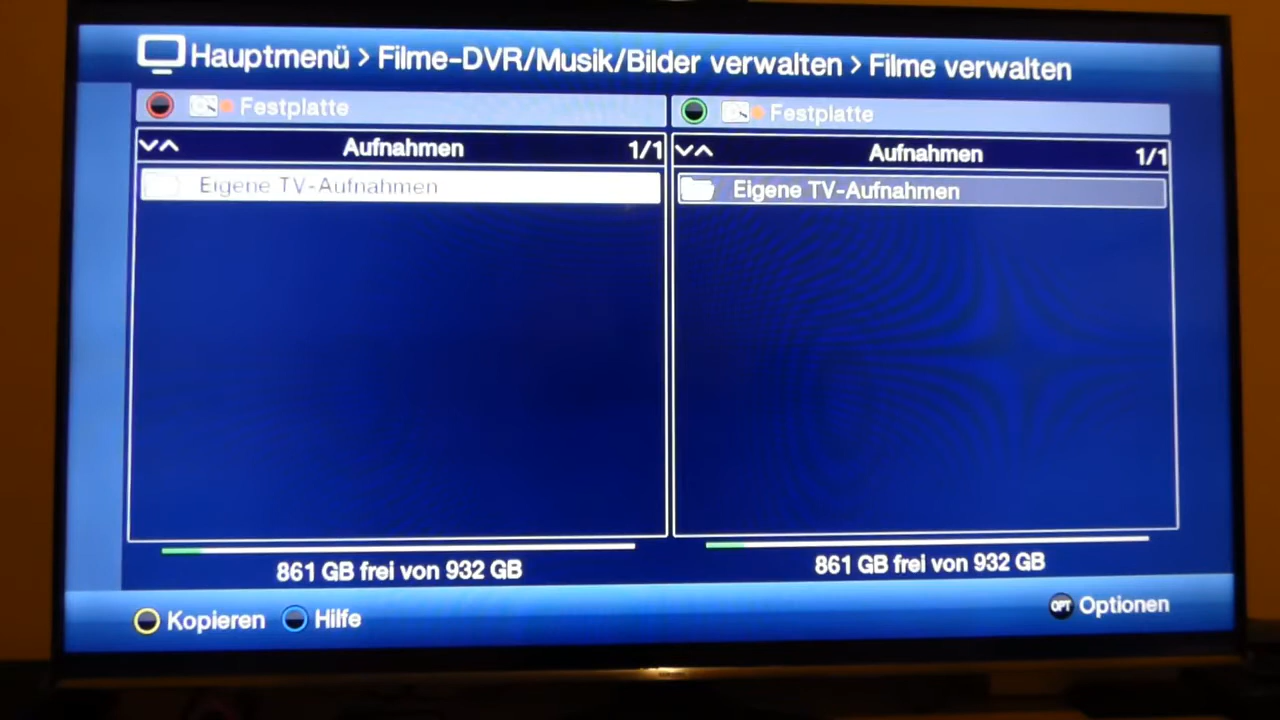 Hauptmenü > Filme-DVR/Musik/Bilder verwalten > Filme verwalten
Festplatte
Festplatte
Aufnahmen 1/1
Aufnahmen 1/1
Eigene TV-Aufnahmen
Eigene TV-Aufnahmen
861 GB frei von 932 GB
861 GB frei von 932 GB
Kopieren Hilfe
OPT Optionen